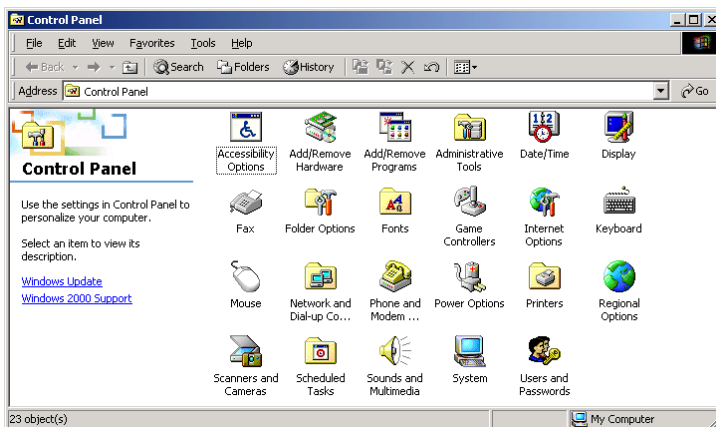 Control Panel
File Edit View Favorites Tools Help
Back Search Folders History
Address Control Panel Go
Control Panel
Use the settings in Control Panel to
personalize your computer.
Select an item to view its
description.
Windows Update
Windows 2000 Support
Accessibility
Options
Add/Remove
Hardware
Add/Remove
Programs
Administrative
Tools
Date/Time
Display
Fax
Folder Options
Fonts
Game
Controllers
Internet
Options
Keyboard
Mouse
Network and
Dial-up Co...
Phone and
Modem ...
Power Options
Printers
Regional
Options
Scanners and
Cameras
Scheduled
Tasks
Sounds and
Multimedia
System
Users and
Passwords
23 object(s) My Computer